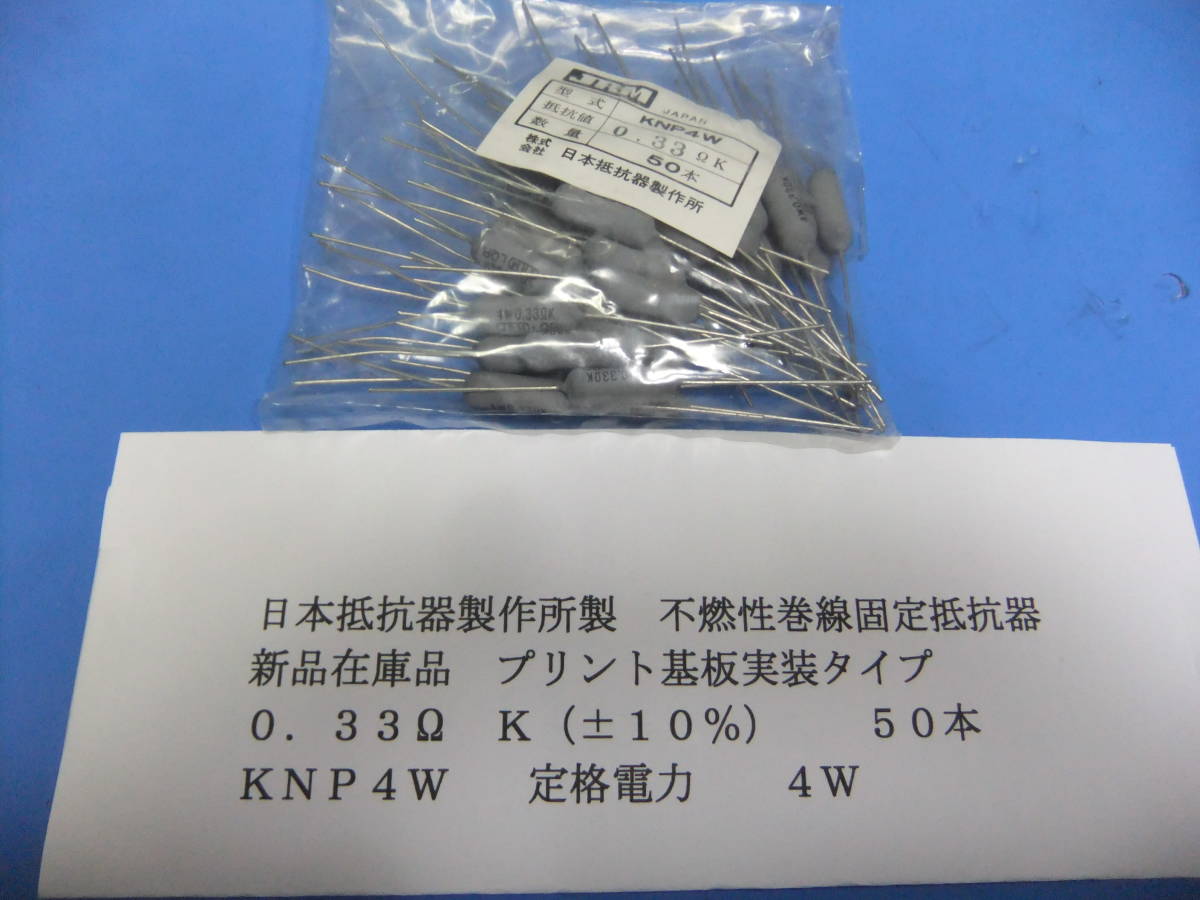 JRM
JAPAN
型式 KNP4W
抵抗値 0.33ΩK
数量 50本
株式会社 日本抵抗器製作所
4W0.33ΩK
日本抵抗器製作所製 不燃性巻線固定抵抗器
新品在庫品 プリント基板実装タイプ
０．３３Ω Ｋ（±１０％） ５０本
ＫＮＰ４Ｗ 定格電力 ４Ｗ